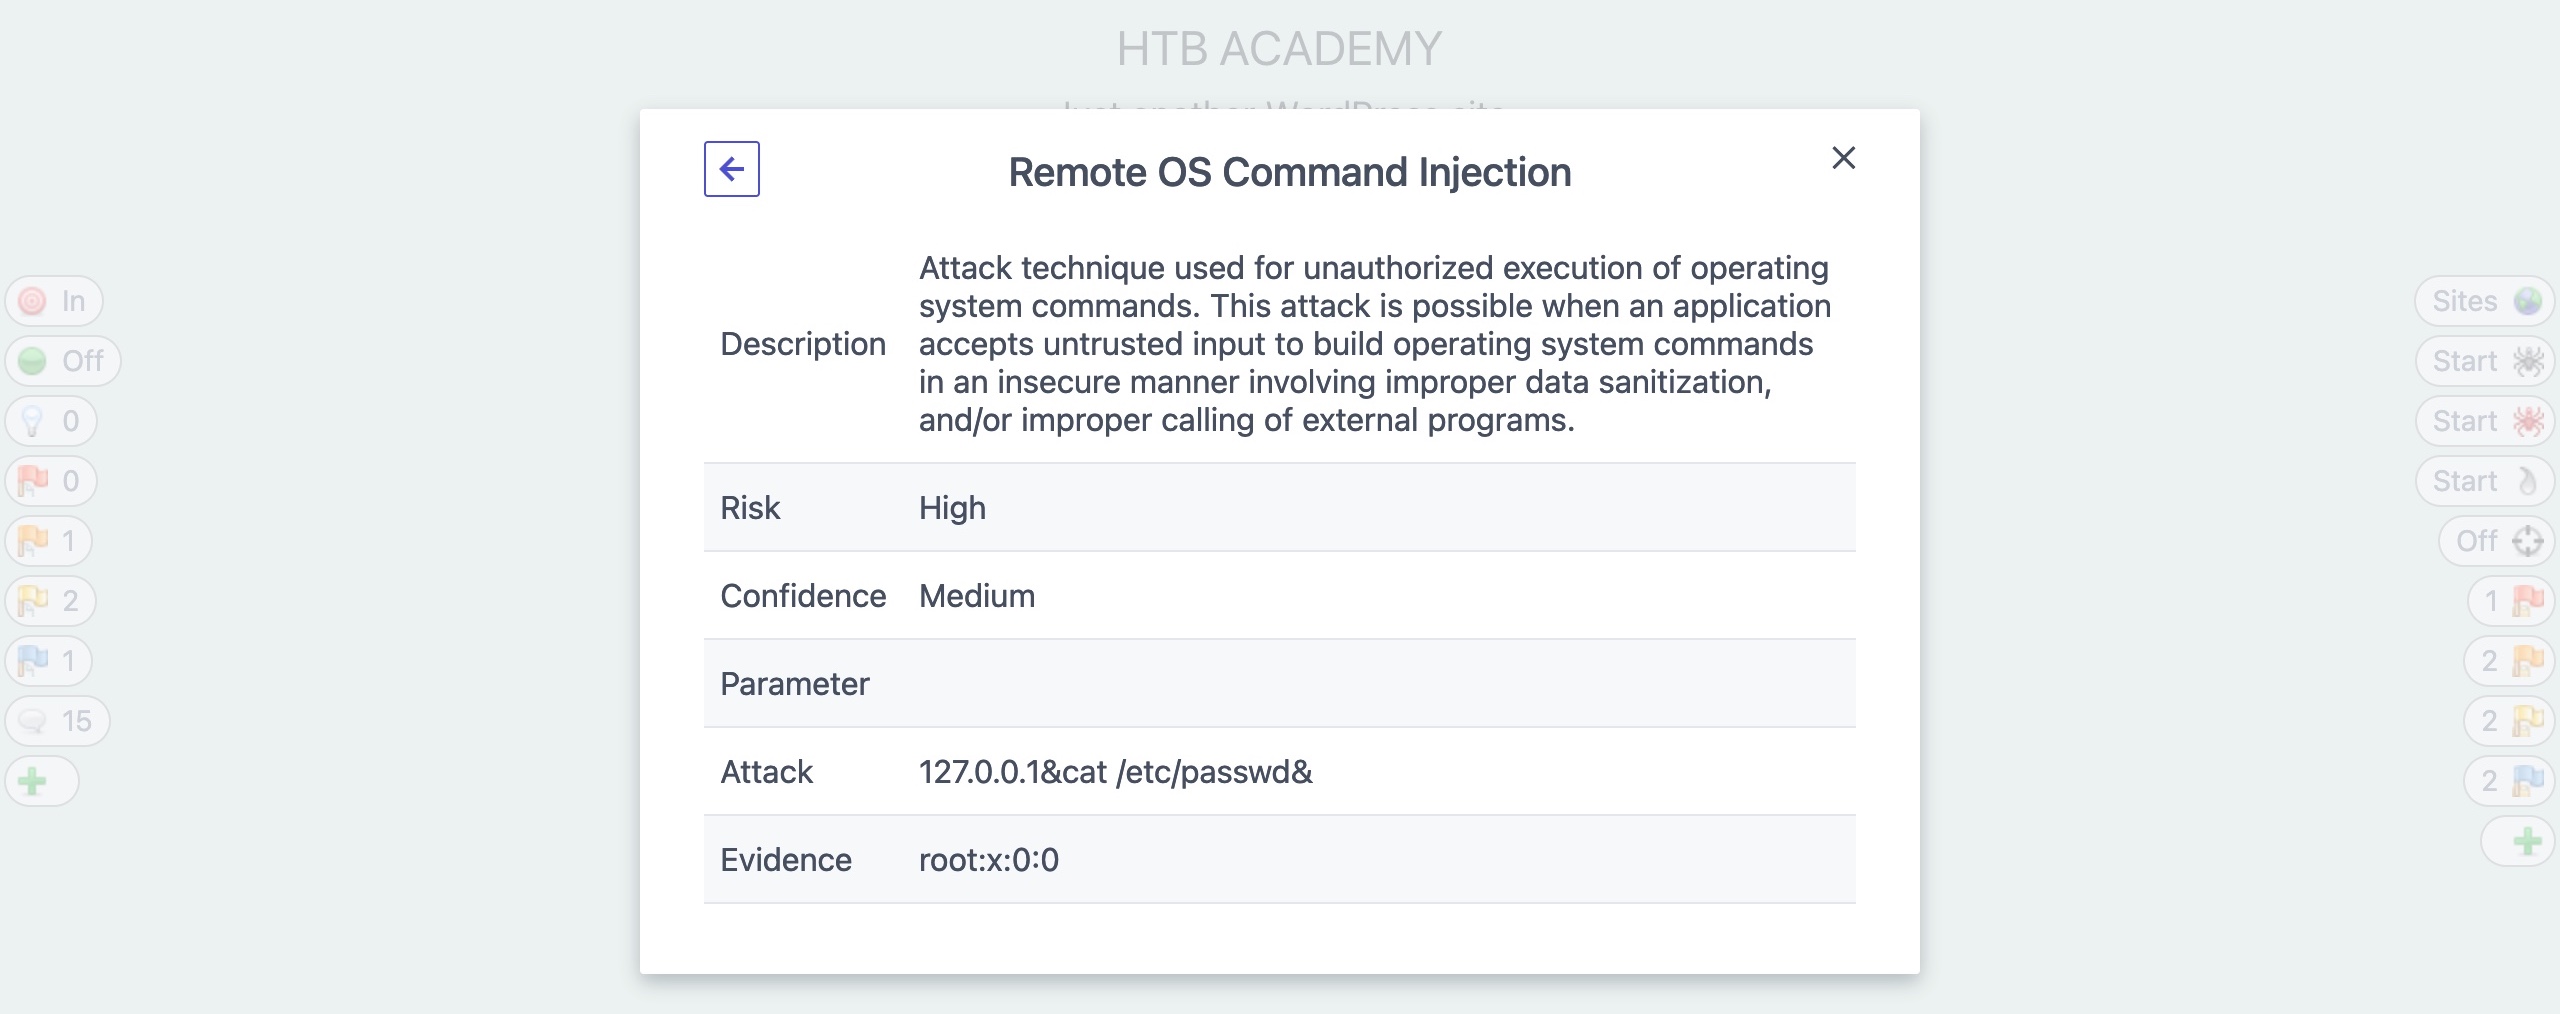 HTB ACADEMY
Just another WordPress site
Remote OS Command Injection
Description
Attack technique used for unauthorized execution of operating
system commands. This attack is possible when an application
accepts untrusted input to build operating system commands
in an insecure manner involving improper data sanitization,
and/or improper calling of external programs.
Risk High
Confidence Medium
Parameter
Attack 127.0.0.1&cat /etc/passwd&
Evidence root:x:0:0
In
Off
0
0
1
2
1
15
Sites
Start
Start
Start
Off
1
2
2
2